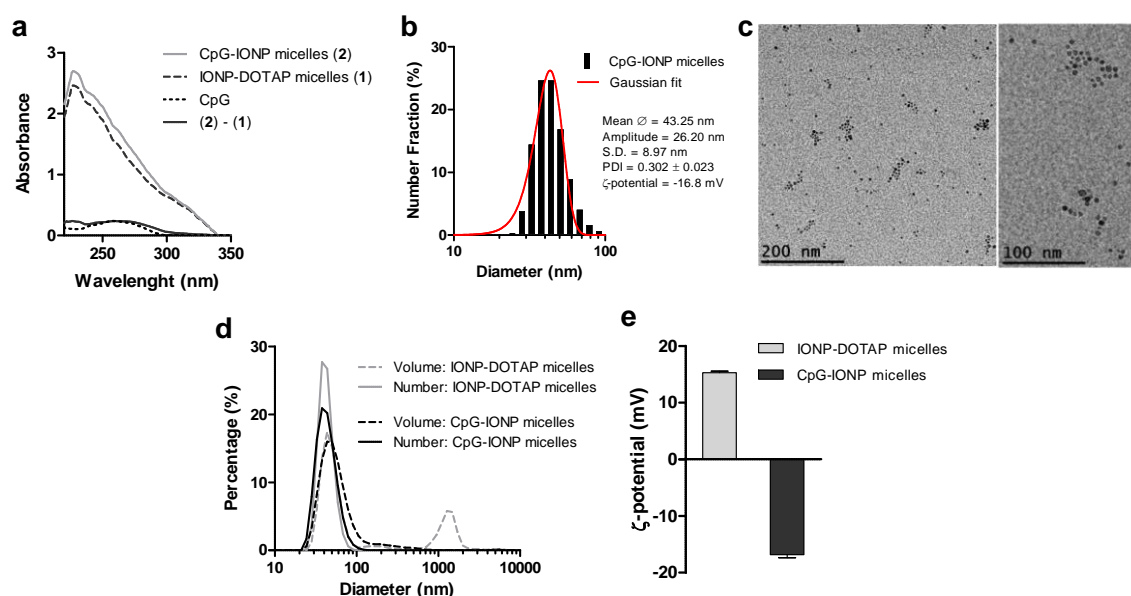 a
3
2
1
0
Absorbance
250
300
350
Wavelenght (nm)
CpG-IONP micelles (2)
IONP-DOTAP micelles (1)
CpG
(2) - (1)
b
30
20
10
0
Number Fraction (%)
10
100
Diameter (nm)
CpG-IONP micelles
Gaussian fit
Mean ∅ = 43.25 nm
Amplitude = 26.20 nm
S.D. = 8.97 nm
PDI = 0.302 ± 0.023
ζ-potential = -16.8 mV
c
200 nm
100 nm
d
30
20
10
0
Percentage (%)
10
100
1000
10000
Diameter (nm)
Volume: IONP-DOTAP micelles
Number: IONP-DOTAP micelles
Volume: CpG-IONP micelles
Number: CpG-IONP micelles
e
20
10
0
-10
-20
ζ-potential (mV)
IONP-DOTAP micelles
CpG-IONP micelles